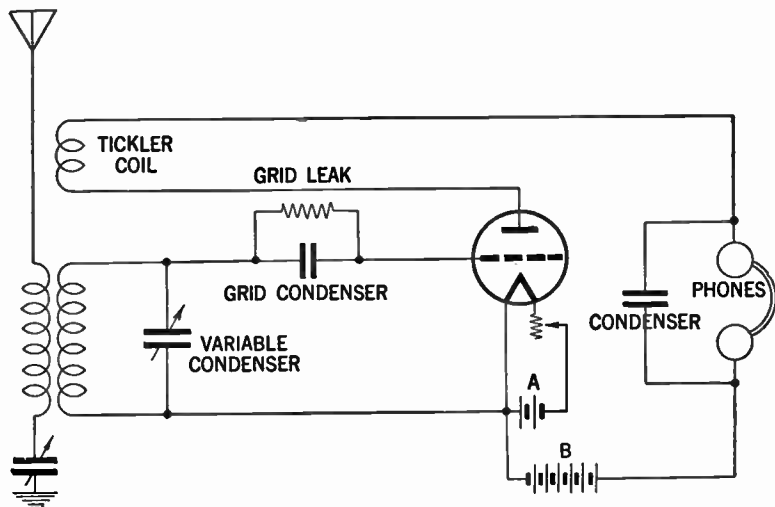 TICKLER
COIL
GRID LEAK
GRID CONDENSER
VARIABLE
CONDENSER
CONDENSER
PHONES
A
B